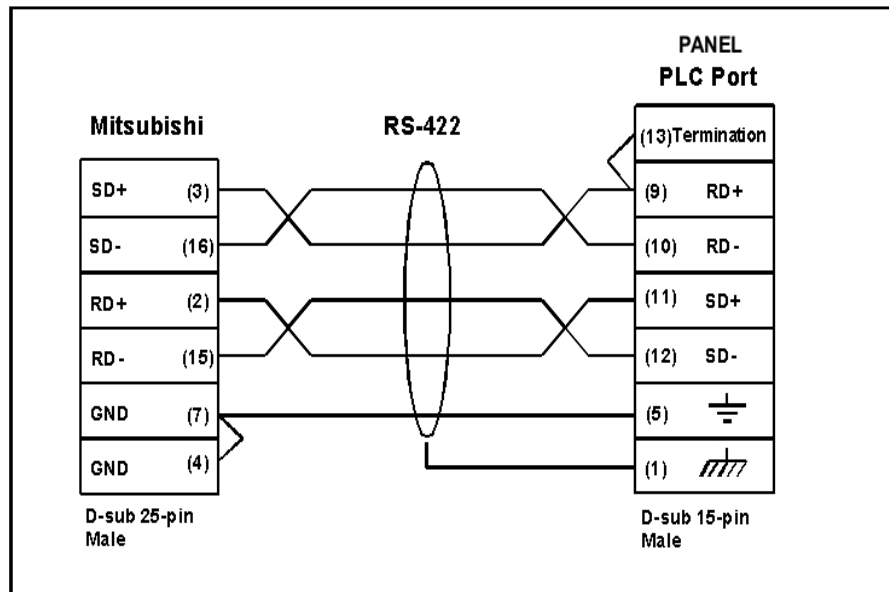 PANEL
PLC Port
Mitsubishi
RS-422
(13) Termination
SD+ (3)
(9) RD+
SD- (16)
(10) RD-
RD+ (2)
(11) SD+
RD- (15)
(12) SD-
GND (7)
(5)
GND (4)
(1)
D-sub 25-pin
Male
D-sub 15-pin
Male